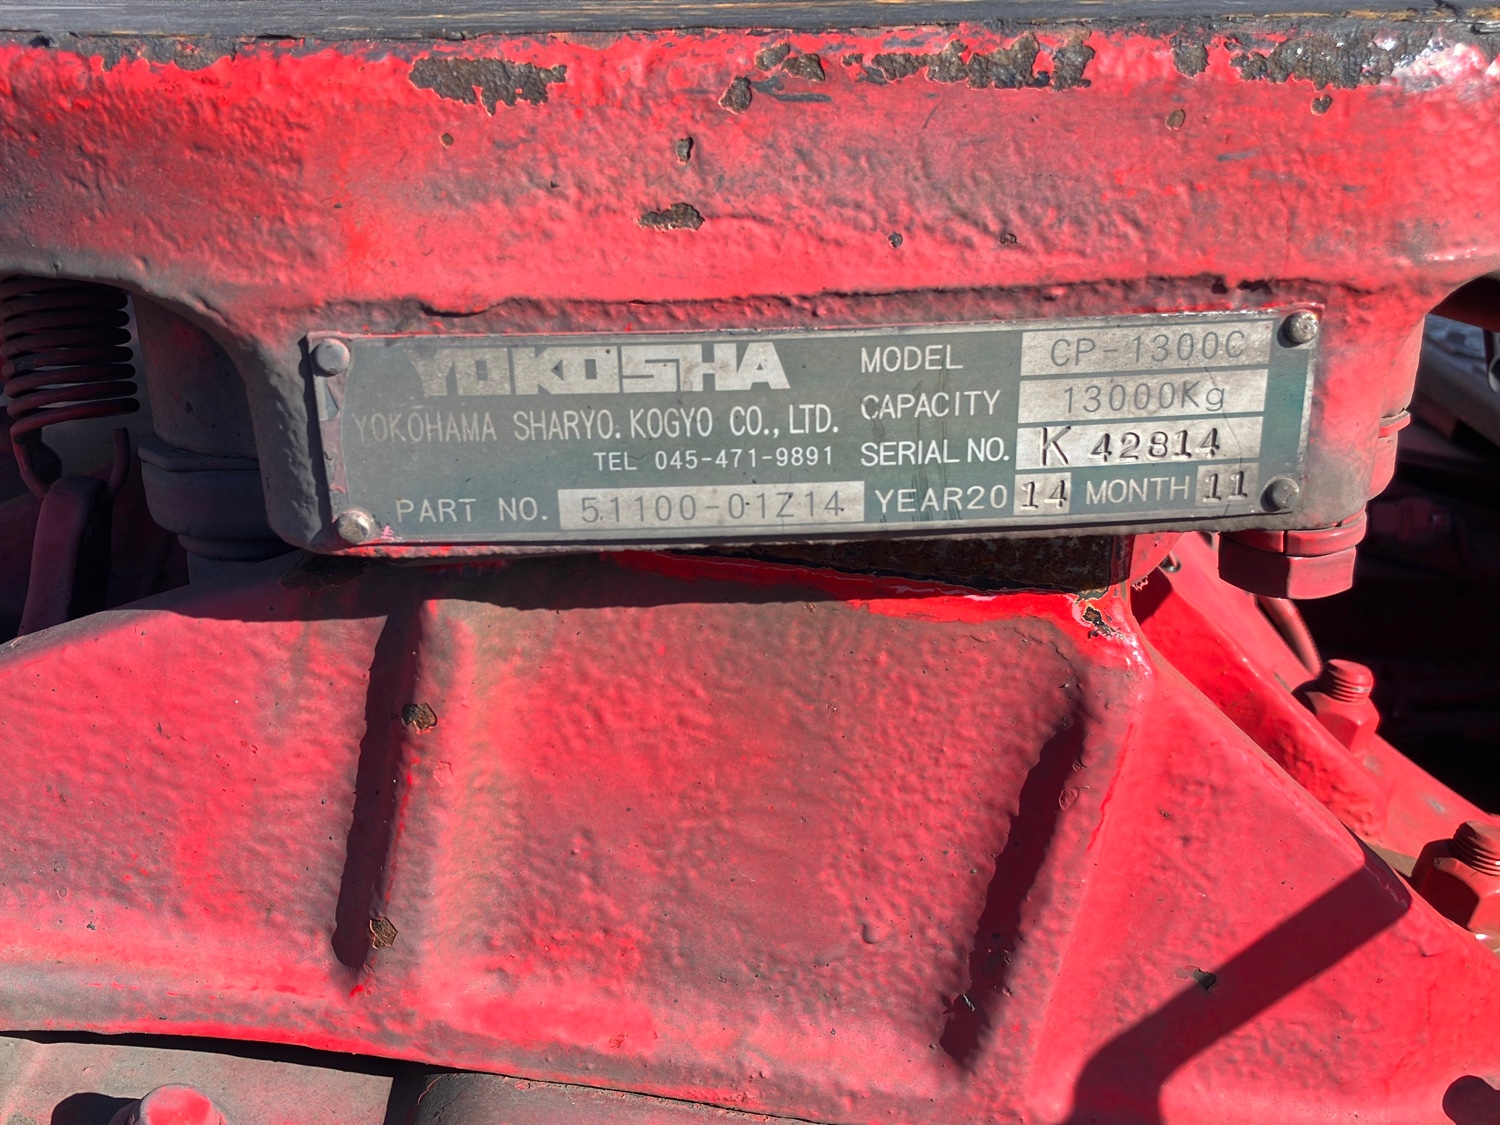 YOKOSHA
YOKOHAMA SHARYO. KOGYO CO., LTD.
TEL 045-471-9891
PART NO. 51100-01Z14
MODEL CP-1300C
CAPACITY 13000Kg
SERIAL NO. K 42814
YEAR20 14 MONTH 11